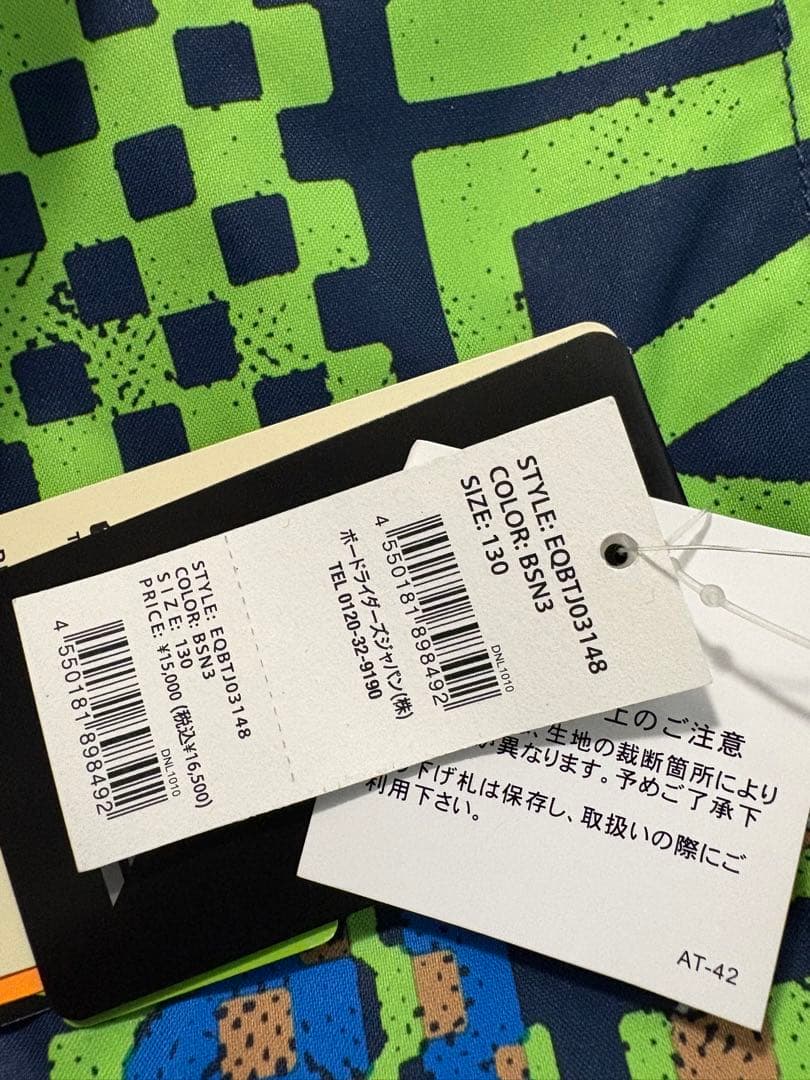 STYLE: EQBTJ03148
COLOR: BSN3
SIZE: 130
4 550181 898492
DNL1010
ボードライダーズジャパン(株)
TEL 0120-32-9190
STYLE: EQBTJ03148
COLOR: BSN3
SIZE: 130
PRICE: ¥15,000 (税込¥16,500)
4 550181 898492
DNL1010
上のご注意
、生地の裁断箇所により
異なります。予めご了承下
下げ札は保存し、取扱いの際にご
利用下さい。
AT-42